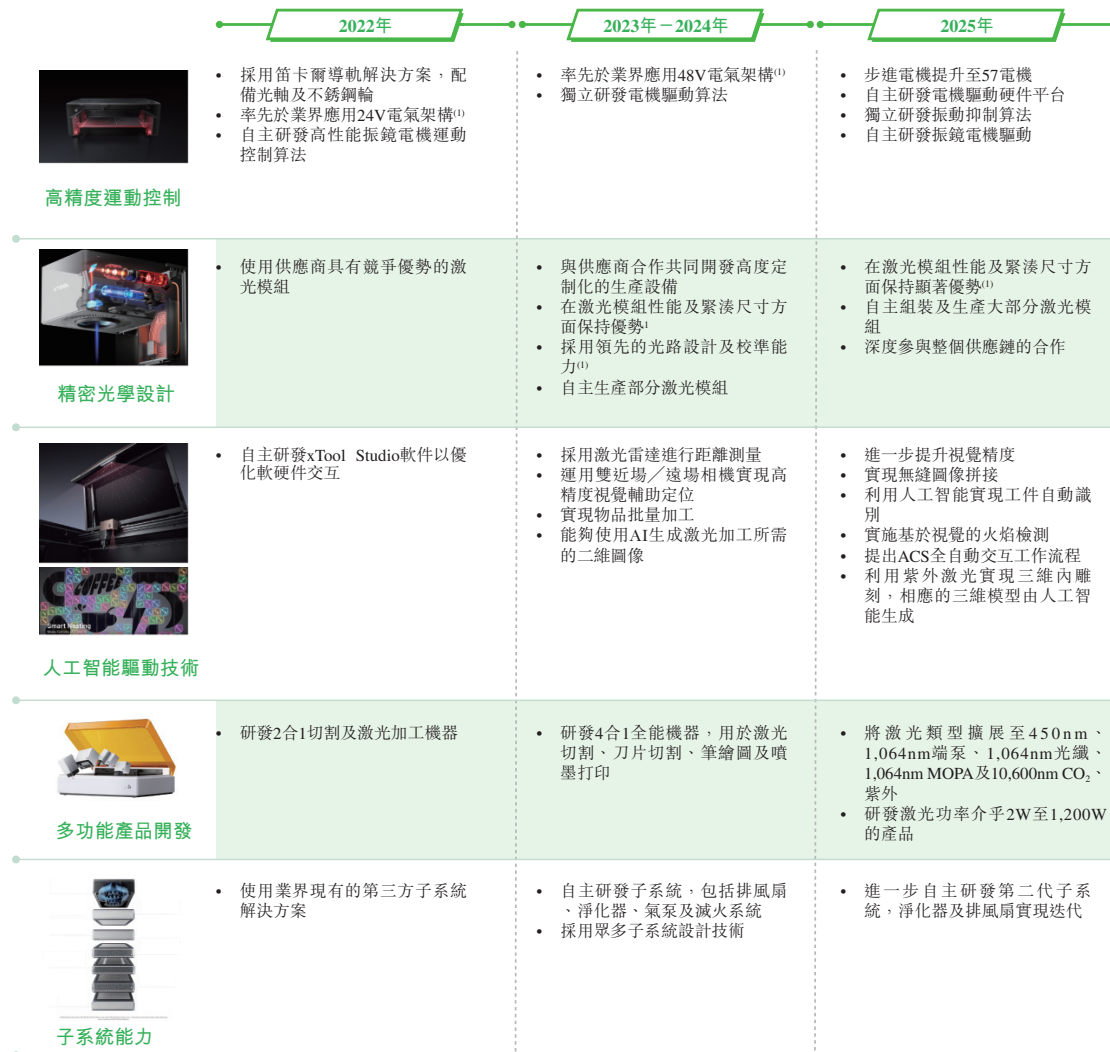 2022年
2023年－2024年
2025年
高精度運動控制
• 採用笛卡爾導軌解決方案，配
備光軸及不銹鋼輪
• 率先於業界應用24V電氣架構(1)
• 自主研發高性能振鏡電機運動
控制算法
• 率先於業界應用48V電氣架構(1)
• 獨立研發電機驅動算法
• 步進電機提升至57電機
• 自主研發電機驅動硬件平台
• 獨立研發振動抑制算法
• 自主研發振鏡電機驅動
精密光學設計
• 使用供應商具有競爭優勢的激
光模組
• 與供應商合作共同開發高度定
制化的生產設備
• 在激光模組性能及緊湊尺寸方
面保持優勢1
• 採用領先的光路設計及校準能
力(1)
• 自主生產部分激光模組
• 在激光模組性能及緊湊尺寸方
面保持顯著優勢(1)
• 自主組裝及生產大部分激光模
組
• 深度參與整個供應鏈的合作
COFFEE
Smart Nesting
人工智能驅動技術
• 自主研發xTool Studio軟件以優
化軟硬件交互
• 採用激光雷達進行距離測量
• 運用雙近場／遠場相機實現高
精度視覺輔助定位
• 實現物品批量加工
• 能夠使用AI生成激光加工所需
的二維圖像
• 進一步提升視覺精度
• 實現無縫圖像拼接
• 利用人工智能實現工件自動識
別
• 實施基於視覺的火焰檢測
• 提出ACS全自動交互工作流程
• 利用紫外激光實現三維內雕
刻，相應的三維模型由人工智
能生成
多功能產品開發
• 研發2合1切割及激光加工機器
• 研發4合1全能機器，用於激光
切割、刀片切割、筆繪圖及噴
墨打印
• 將激光類型擴展至450nm、
1,064nm端泵、1,064nm光纖、
1,064nm MOPA及10,600nm CO₂、
紫外
• 研發激光功率介乎2W至1,200W
的產品
子系統能力
• 使用業界現有的第三方子系統
解決方案
• 自主研發子系統，包括排風扇
、淨化器、氣泵及滅火系統
• 採用眾多子系統設計技術
• 進一步自主研發第二代子系
統，淨化器及排風扇實現迭代